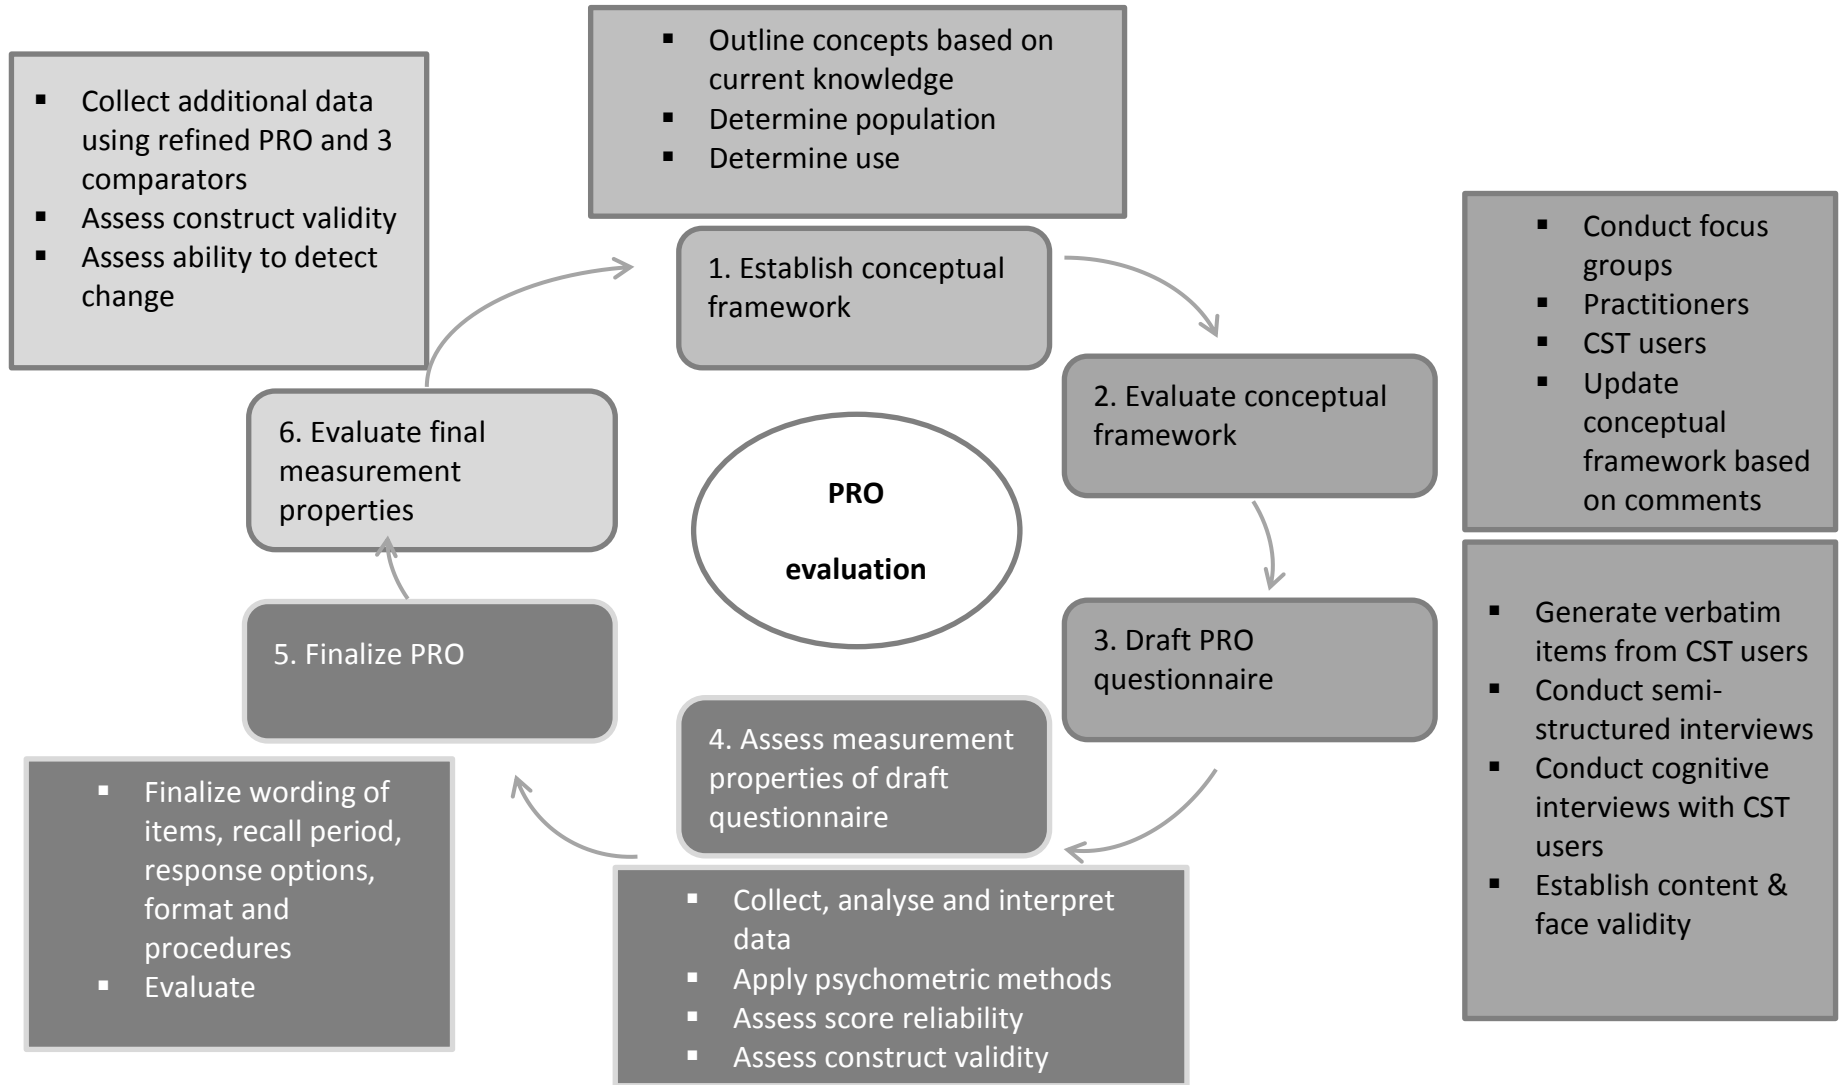 ▪ Outline concepts based on
current knowledge
▪ Determine population
▪ Determine use
1. Establish conceptual
framework
▪ Conduct focus
groups
▪ Practitioners
▪ CST users
▪ Update
conceptual
framework based
on comments
2. Evaluate conceptual
framework
▪ Generate verbatim
items from CST users
▪ Conduct semi-
structured interviews
▪ Conduct cognitive
interviews with CST
users
▪ Establish content &
face validity
3. Draft PRO
questionnaire
4. Assess measurement
properties of draft
questionnaire
▪ Collect, analyse and interpret
data
▪ Apply psychometric methods
▪ Assess score reliability
▪ Assess construct validity
5. Finalize PRO
▪ Finalize wording of
items, recall period,
response options,
format and
procedures
▪ Evaluate
6. Evaluate final
measurement
properties
▪ Collect additional data
using refined PRO and 3
comparators
▪ Assess construct validity
▪ Assess ability to detect
change
PRO
evaluation